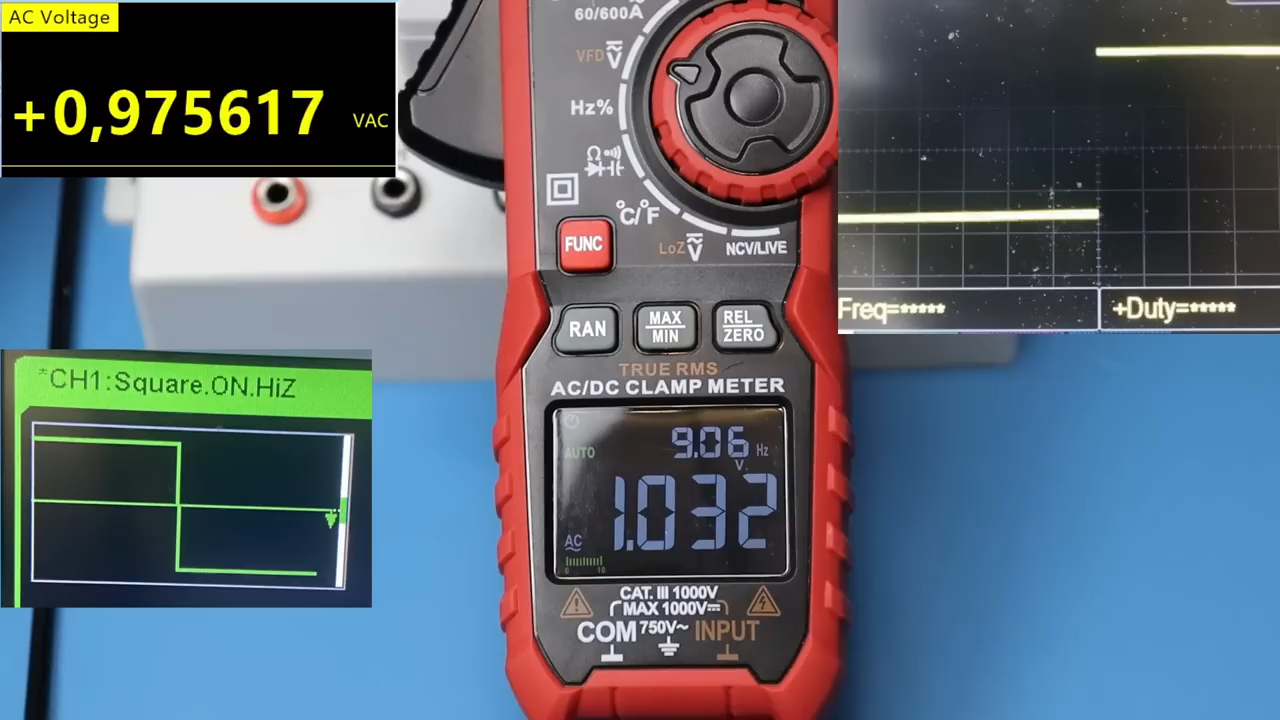 AC Voltage
+0,975617 VAC
60/600A
VFD V
Hz%
Ω
°C/°F
FUNC
LoZ V
NCV/LIVE
Freq=*****
+Duty=*****
RAN
MAX
MIN
REL
ZERO
TRUE RMS
AC/DC CLAMP METER
*CH1:Square.ON.HiZ
9.06 Hz
AUTO
V
1.032
AC
0 10
CAT. III 1000V
MAX 1000V
COM 750V~ INPUT